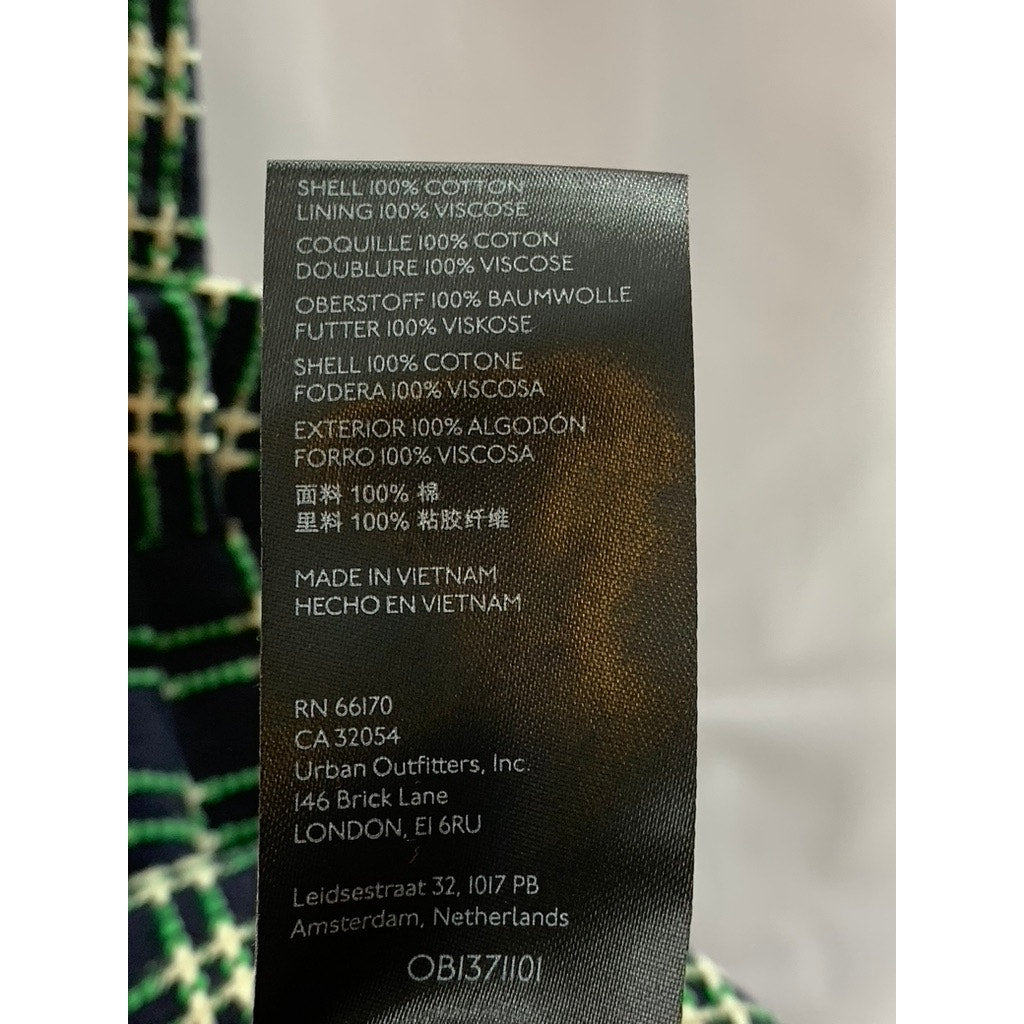 SHELL 100% COTTON
LINING 100% VISCOSE
COQUILLE 100% COTON
DOUBLURE 100% VISCOSE
OBERSTOFF 100% BAUMWOLLE
FUTTER 100% VISKOSE
SHELL 100% COTONE
FODERA 100% VISCOSA
EXTERIOR 100% ALGODÓN
FORRO 100% VISCOSA
面料 100% 棉
里料 100% 粘胶纤维
MADE IN VIETNAM
HECHO EN VIETNAM
RN 66170
CA 32054
Urban Outfitters, Inc.
146 Brick Lane
LONDON, E1 6RU
Leidsestraat 32, 1017 PB
Amsterdam, Netherlands
OB1371101